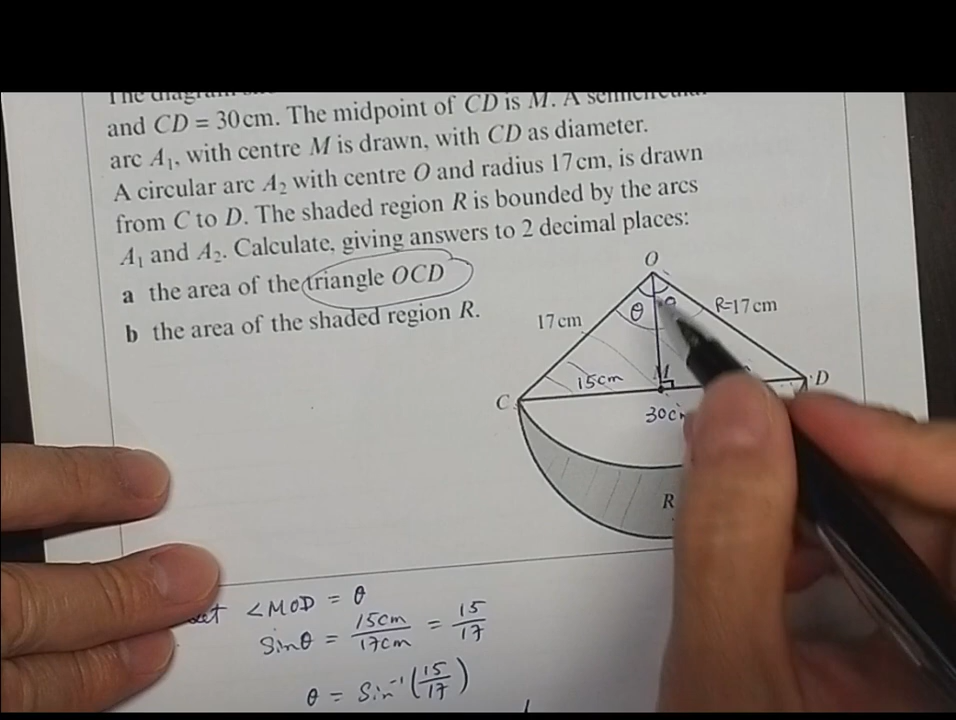 The diagram
and CD = 30 cm. The midpoint of CD is M. A semicircular
arc A₁, with centre M is drawn, with CD as diameter.
A circular arc A₂ with centre O and radius 17 cm, is drawn
from C to D. The shaded region R is bounded by the arcs
A₁ and A₂. Calculate, giving answers to 2 decimal places:
a the area of the triangle OCD
b the area of the shaded region R.
O
θ θ
17 cm
R=17cm
15cm
M
D
C
30c
R
∠MOD = θ
sinθ = 15cm/17cm = 15/17
θ = sin⁻¹(15/17)